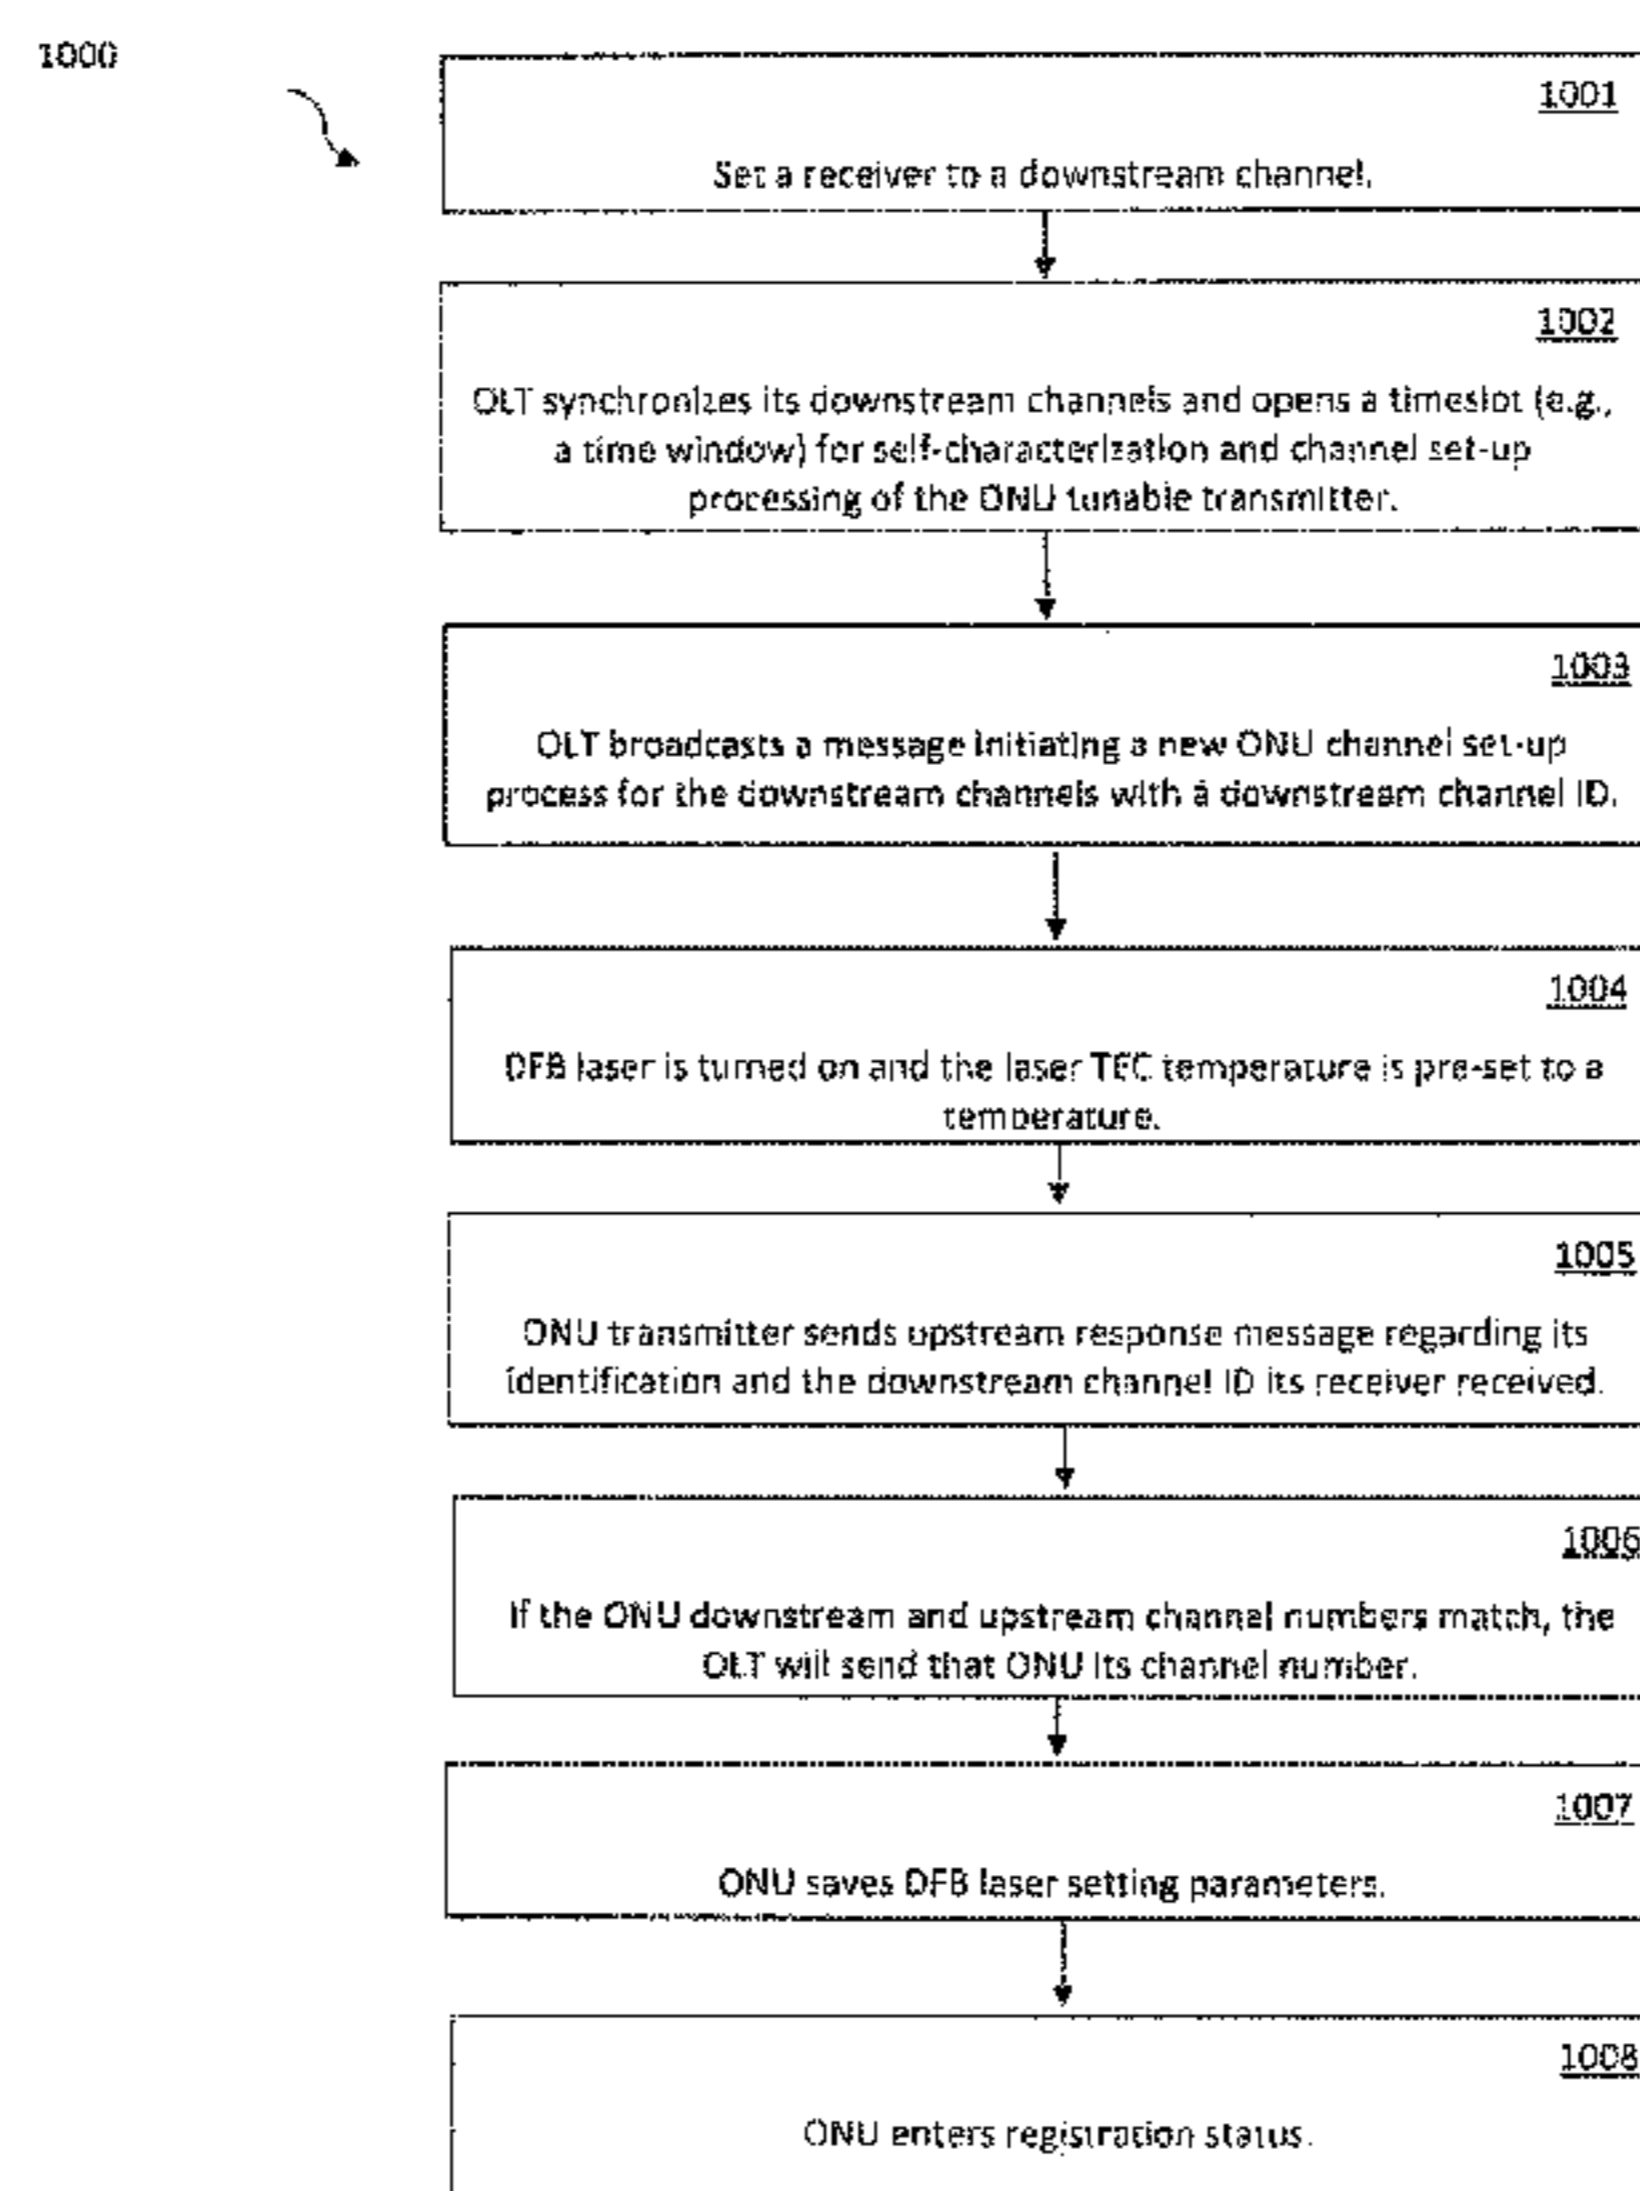 1000
1001
Set a receiver to a downstream channel.
1002
OLT synchronizes its downstream channels and opens a timeslot (e.g.,
a time window) for self-characterization and channel set-up
processing of the ONU tunable transmitter.
1003
OLT broadcasts a message initiating a new ONU channel set-up
process for the downstream channels with a downstream channel ID.
1004
DFB laser is turned on and the laser TEC temperature is pre-set to a
temperature.
1005
ONU transmitter sends upstream response message regarding its
identification and the downstream channel ID its receiver received.
1006
If the ONU downstream and upstream channel numbers match, the
OLT will send that ONU its channel number.
1007
ONU saves DFB laser setting parameters.
1008
ONU enters registration status.